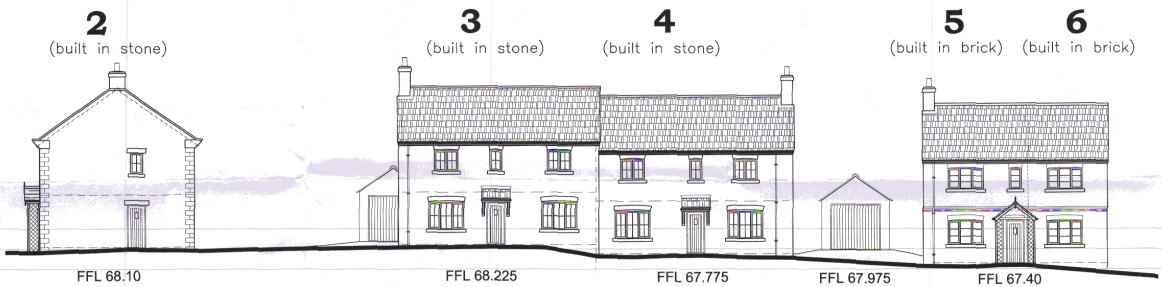 2
(built in stone)
3
(built in stone)
4
(built in stone)
5
(built in brick)
6
(built in brick)
FFL 68.10
FFL 68.225
FFL 67.775
FFL 67.975
FFL 67.40